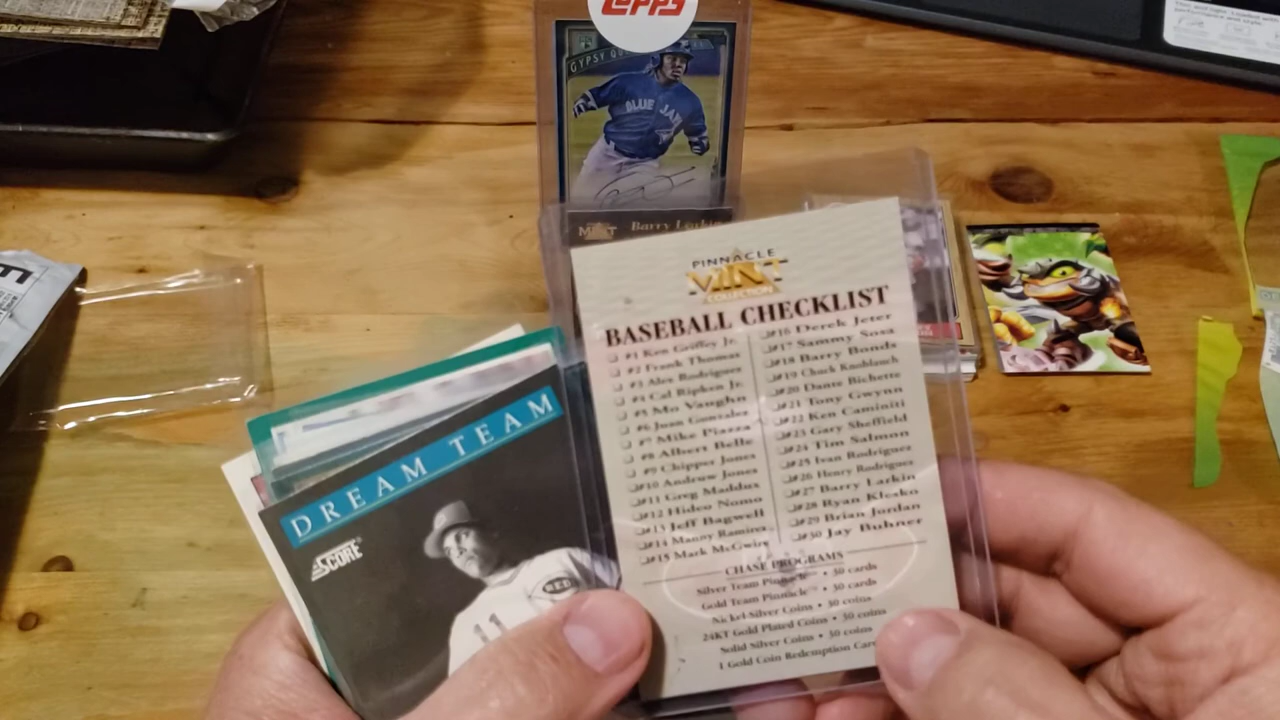 Topps
GYPSY
BLUE JAY
MINT Barry Larkin
PINNACLE
MINT
COLLECTION
BASEBALL CHECKLIST
#1 Ken Griffey Jr.
#2 Frank Thomas
#3 Alex Rodriguez
#4 Cal Ripken Jr.
#5 Mo Vaughn
#6 Juan Gonzalez
#7 Mike Piazza
#8 Albert Belle
#9 Chipper Jones
#10 Andruw Jones
#11 Greg Maddux
#12 Hideo Nomo
#13 Jeff Bagwell
#14 Manny Ramirez
#15 Mark McGwire
#16 Derek Jeter
#17 Sammy Sosa
#18 Barry Bonds
#19 Chuck Knoblauch
#20 Dante Bichette
#21 Tony Gwynn
#22 Ken Caminiti
#23 Gary Sheffield
#24 Tim Salmon
#25 Ivan Rodriguez
#26 Henry Rodriguez
#27 Barry Larkin
#28 Ryan Klesko
#29 Brian Jordan
#30 Jay Buhner
CHASE PROGRAMS
Silver Team Pinnacle • 30 cards
Gold Team Pinnacle™ • 30 cards
Nickel-Silver Coins • 30 coins
24KT Gold Plated Coins • 30 coins
Solid Silver Coins • 30 coins
1 Gold Coin Redemption Card
DREAM TEAM
SCORE
REDS
11
performance and style.